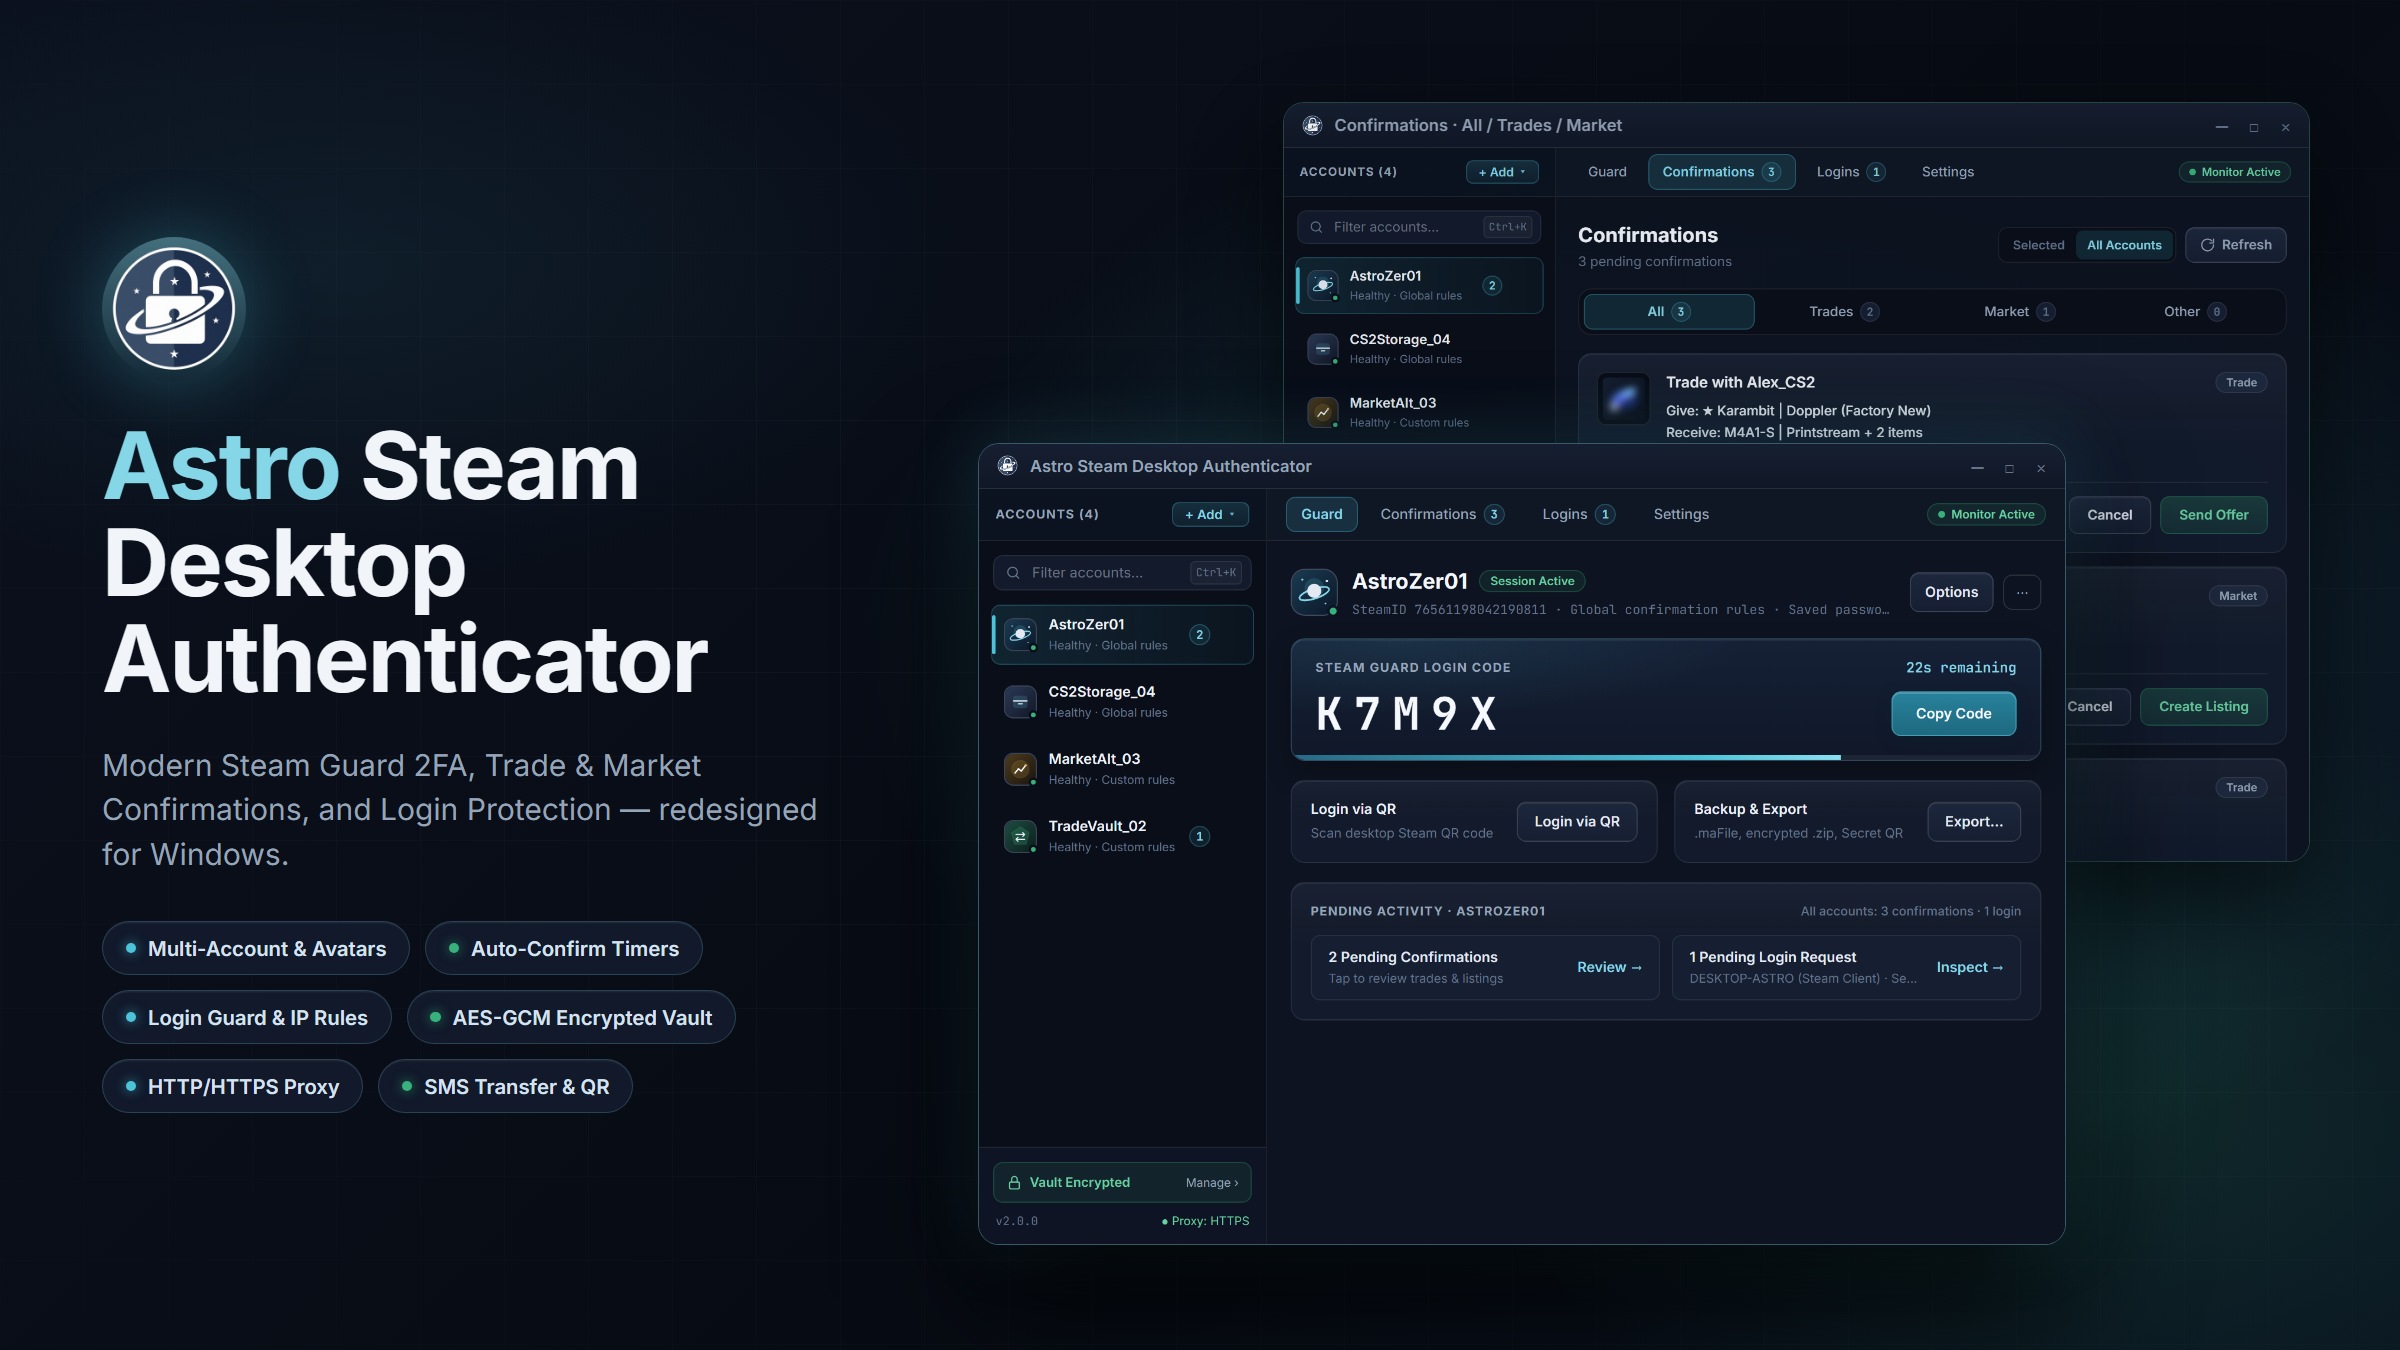 Astro Steam
Desktop
Authenticator
Modern Steam Guard 2FA, Trade & Market
Confirmations, and Login Protection — redesigned
for Windows.
Multi-Account & Avatars
Auto-Confirm Timers
Login Guard & IP Rules
AES-GCM Encrypted Vault
HTTP/HTTPS Proxy
SMS Transfer & QR
Confirmations · All / Trades / Market
ACCOUNTS (4)
+ Add
Guard
Confirmations 3
Logins 1
Settings
Monitor Active
Filter accounts...
Ctrl+K
AstroZer01
Healthy · Global rules
2
CS2Storage_04
Healthy · Global rules
MarketAlt_03
Healthy · Custom rules
Confirmations
3 pending confirmations
Selected
All Accounts
Refresh
All 3
Trades 2
Market 1
Other 0
Trade with Alex_CS2
Trade
Give: ★ Karambit | Doppler (Factory New)
Receive: M4A1-S | Printstream + 2 items
Cancel
Send Offer
Market
Cancel
Create Listing
Trade
Astro Steam Desktop Authenticator
ACCOUNTS (4)
+ Add
Guard
Confirmations 3
Logins 1
Settings
Monitor Active
Filter accounts...
Ctrl+K
AstroZer01
Healthy · Global rules
2
CS2Storage_04
Healthy · Global rules
MarketAlt_03
Healthy · Custom rules
TradeVault_02
Healthy · Custom rules
1
Vault Encrypted
Manage ›
v2.0.0
Proxy: HTTPS
AstroZer01
Session Active
SteamID 76561198042190811 · Global confirmation rules · Saved passwo…
Options
...
STEAM GUARD LOGIN CODE
22s remaining
K7M9X
Copy Code
Login via QR
Scan desktop Steam QR code
Login via QR
Backup & Export
.maFile, encrypted .zip, Secret QR
Export...
PENDING ACTIVITY · ASTROZER01
All accounts: 3 confirmations · 1 login
2 Pending Confirmations
Tap to review trades & listings
Review →
1 Pending Login Request
DESKTOP-ASTRO (Steam Client) · Se...
Inspect →